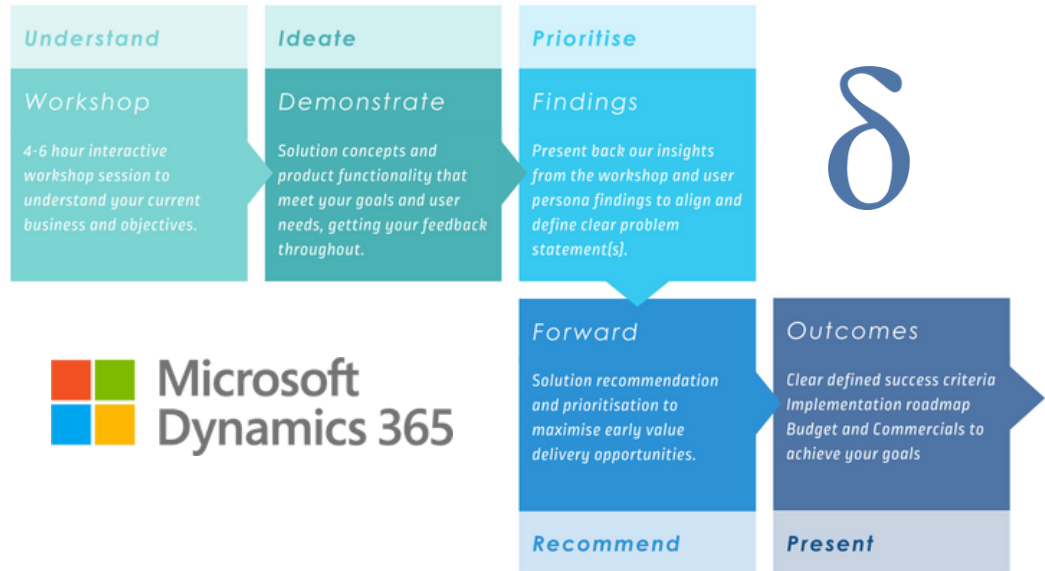 Understand
Workshop
4-6 hour interactive
workshop session to
understand your current
business and objectives.
Ideate
Demonstrate
Solution concepts and
product functionality that
meet your goals and user
needs, getting your feedback
throughout.
Prioritise
Findings
Present back our insights
from the workshop and user
persona findings to align and
define clear problem
statement(s).
δ
Microsoft
Dynamics 365
Forward
Solution recommendation
and prioritisation to
maximise early value
delivery opportunities.
Recommend
Outcomes
Clear defined success criteria
Implementation roadmap
Budget and Commercials to
achieve your goals
Present